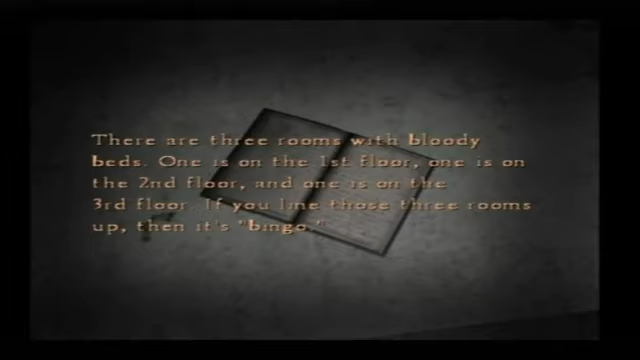 There are three rooms with bloody
beds. One is on the 1st floor, one is on
the 2nd floor, and one is on the
3rd floor. If you line those three rooms
up, then it's "bingo."